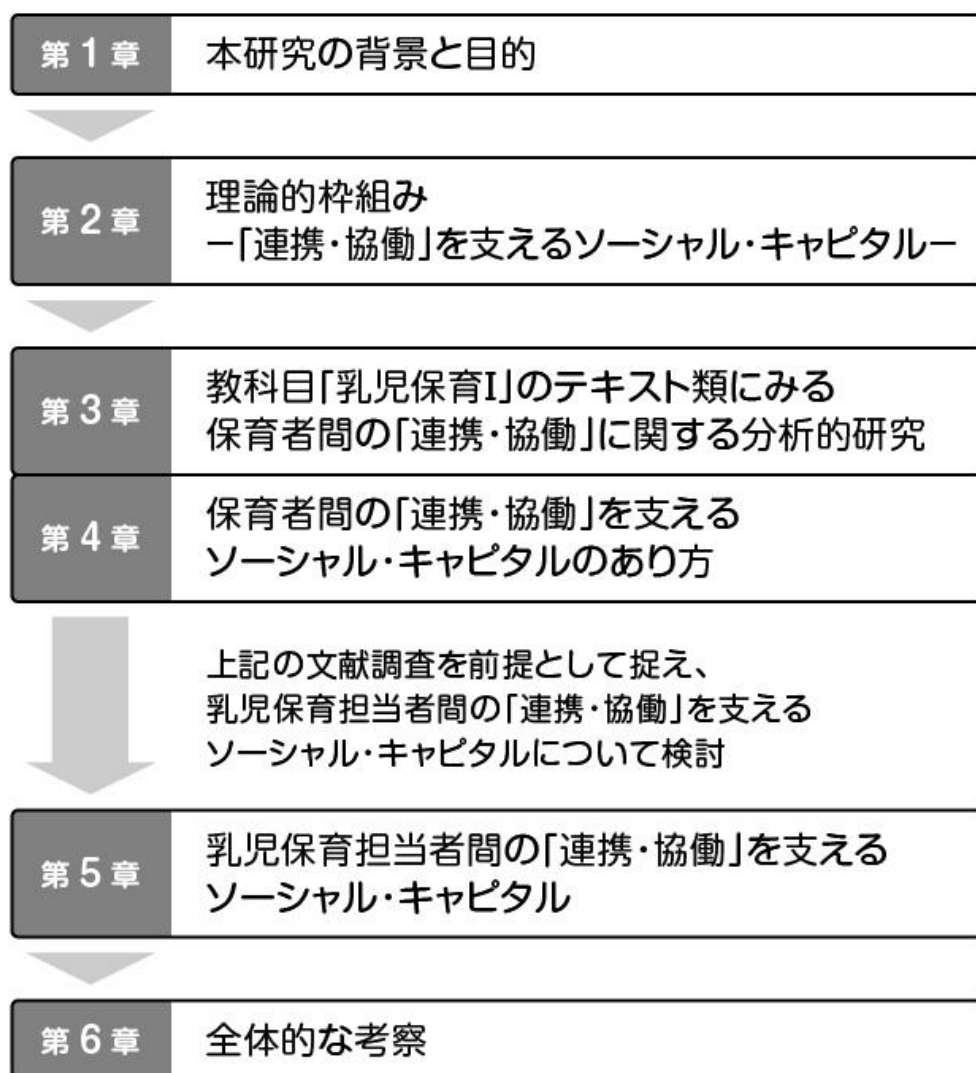 第1章 本研究の背景と目的
第2章 理論的枠組み
−「連携・協働」を支えるソーシャル・キャピタル−
第3章 教科目「乳児保育I」のテキスト類にみる
保育者間の「連携・協働」に関する分析的研究
第4章 保育者間の「連携・協働」を支える
ソーシャル・キャピタルのあり方
上記の文献調査を前提として捉え、
乳児保育担当者間の「連携・協働」を支える
ソーシャル・キャピタルについて検討
第5章 乳児保育担当者間の「連携・協働」を支える
ソーシャル・キャピタル
第6章 全体的な考察